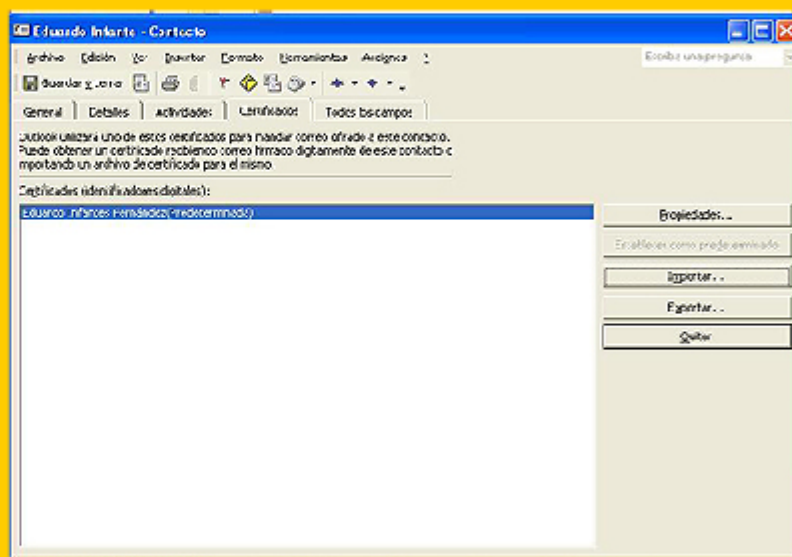 Eduardo Infante - Contacto
Archivo Edición Ver Insertar Formato Herramientas Acciones ?
Escriba una pregunta
Guardar y cerrar
General Detalles Actividades Certificados Todos los campos
Outlook utilizará uno de estos certificados para mandar correo cifrado a este contacto.
Puede obtener un certificado recibiendo correo firmado digitalmente de este contacto o
importando un archivo de certificado para el mismo.
Certificados (identificadores digitales):
Eduardo Infantes Fernández(Predeterminado)
Propiedades...
Establecer como predeterminado
Importar...
Exportar...
Quitar